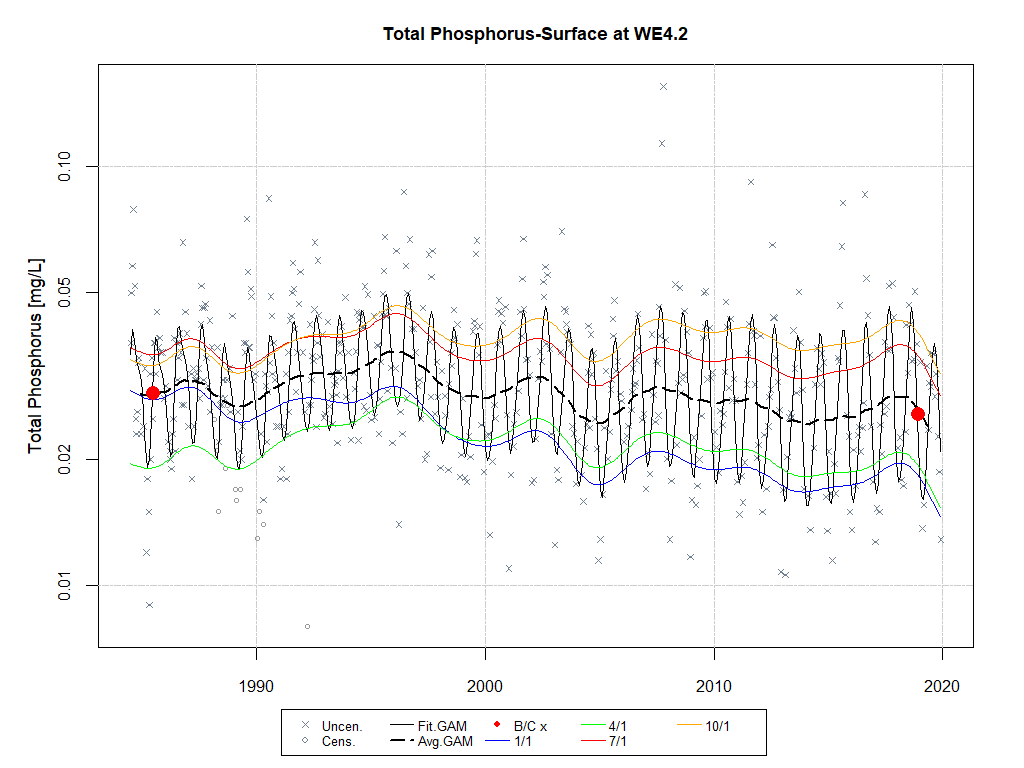 Total Phosphorus-Surface at WE4.2
Total Phosphorus [mg/L]
0.10
0.05
0.02
0.01
1990 2000 2010 2020
Uncen. Fit.GAM B/C x 4/1 10/1
Cens. Avg.GAM 1/1 7/1